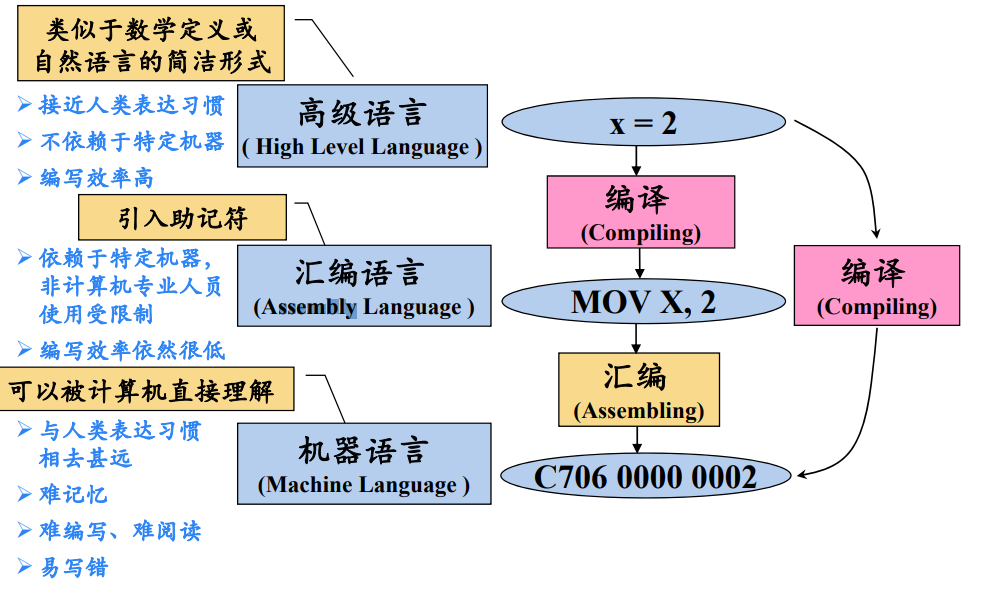 类似于数学定义或
自然语言的简洁形式
➢ 接近人类表达习惯
➢ 不依赖于特定机器
➢ 编写效率高
高级语言
( High Level Language )
引入助记符
➢ 依赖于特定机器，
非计算机专业人员
使用受限制
➢ 编写效率依然很低
汇编语言
(Assembly Language )
可以被计算机直接理解
➢ 与人类表达习惯
相去甚远
➢ 难记忆
➢ 难编写、难阅读
➢ 易写错
机器语言
(Machine Language )
x = 2
编译
(Compiling)
MOV X, 2
汇编
(Assembling)
C706 0000 0002
编译
(Compiling)